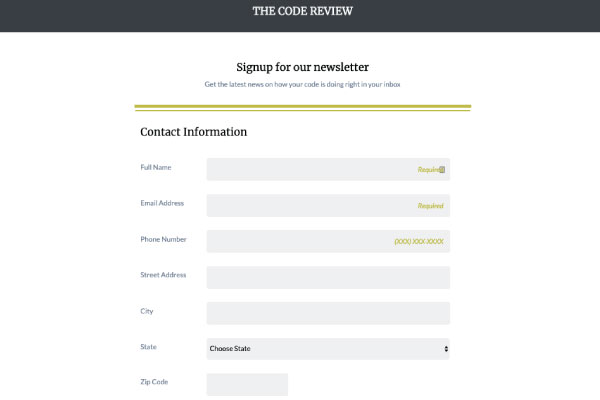 THE CODE REVIEW
Signup for our newsletter
Get the latest news on how your code is doing right in your inbox
Contact Information
Full Name
Require
Email Address
Required
Phone Number
(XXX) XXX-XXXX
Street Address
City
State
Choose State
Zip Code